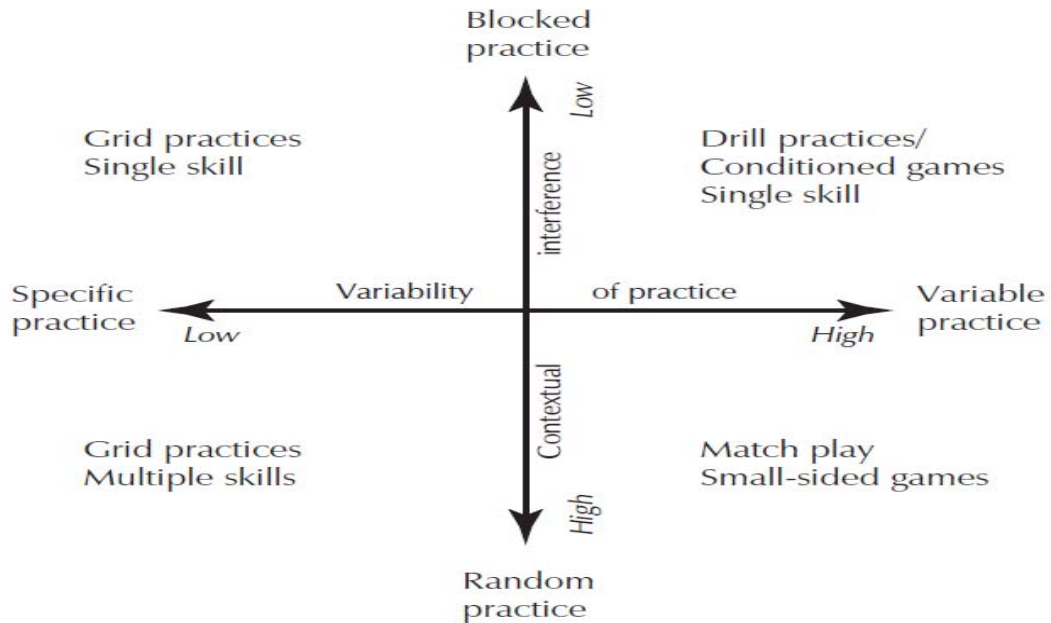 Blocked
practice
Low
Grid practices
Single skill
Drill practices/
Conditioned games
Single skill
interference
Specific
practice
Variability of practice
Variable
practice
Low
High
Contextual
Grid practices
Multiple skills
Match play
Small-sided games
High
Random
practice